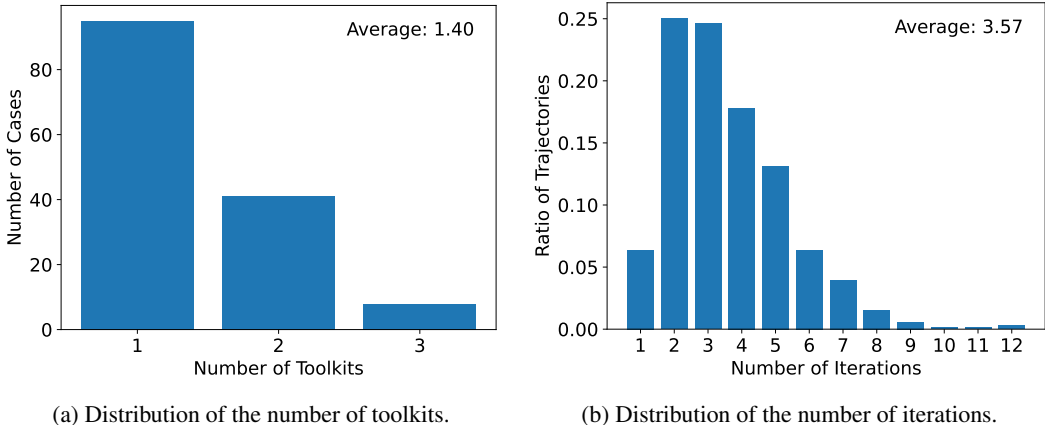 Average: 1.40
80
60
40
20
0
Number of Cases
1 2 3
Number of Toolkits
(a) Distribution of the number of toolkits.
Average: 3.57
0.25
0.20
0.15
0.10
0.05
0.00
Ratio of Trajectories
1 2 3 4 5 6 7 8 9 10 11 12
Number of Iterations
(b) Distribution of the number of iterations.